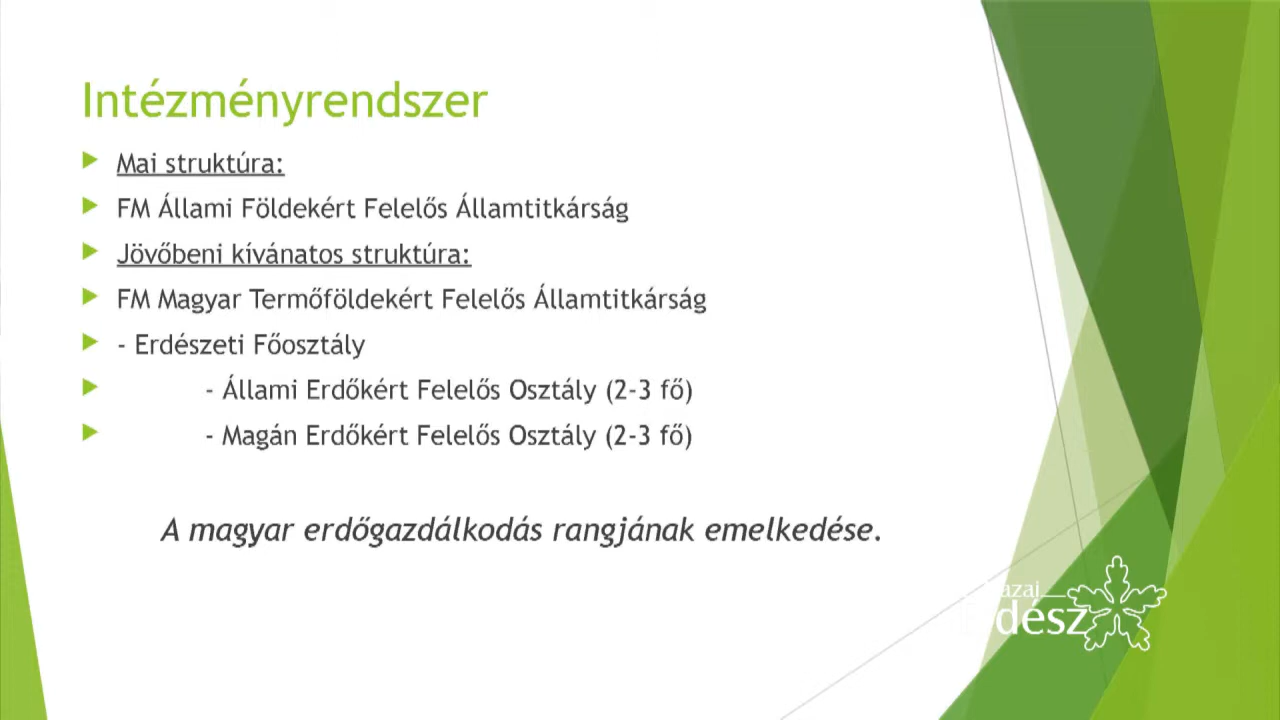 Intézményrendszer
Mai struktúra:
FM Állami Földekért Felelős Államtitkárság
Jövőbeni kívánatos struktúra:
FM Magyar Termőföldekért Felelős Államtitkárság
- Erdészeti Főosztály
- Állami Erdőkért Felelős Osztály (2-3 fő)
- Magán Erdőkért Felelős Osztály (2-3 fő)
A magyar erdőgazdálkodás rangjának emelkedése.